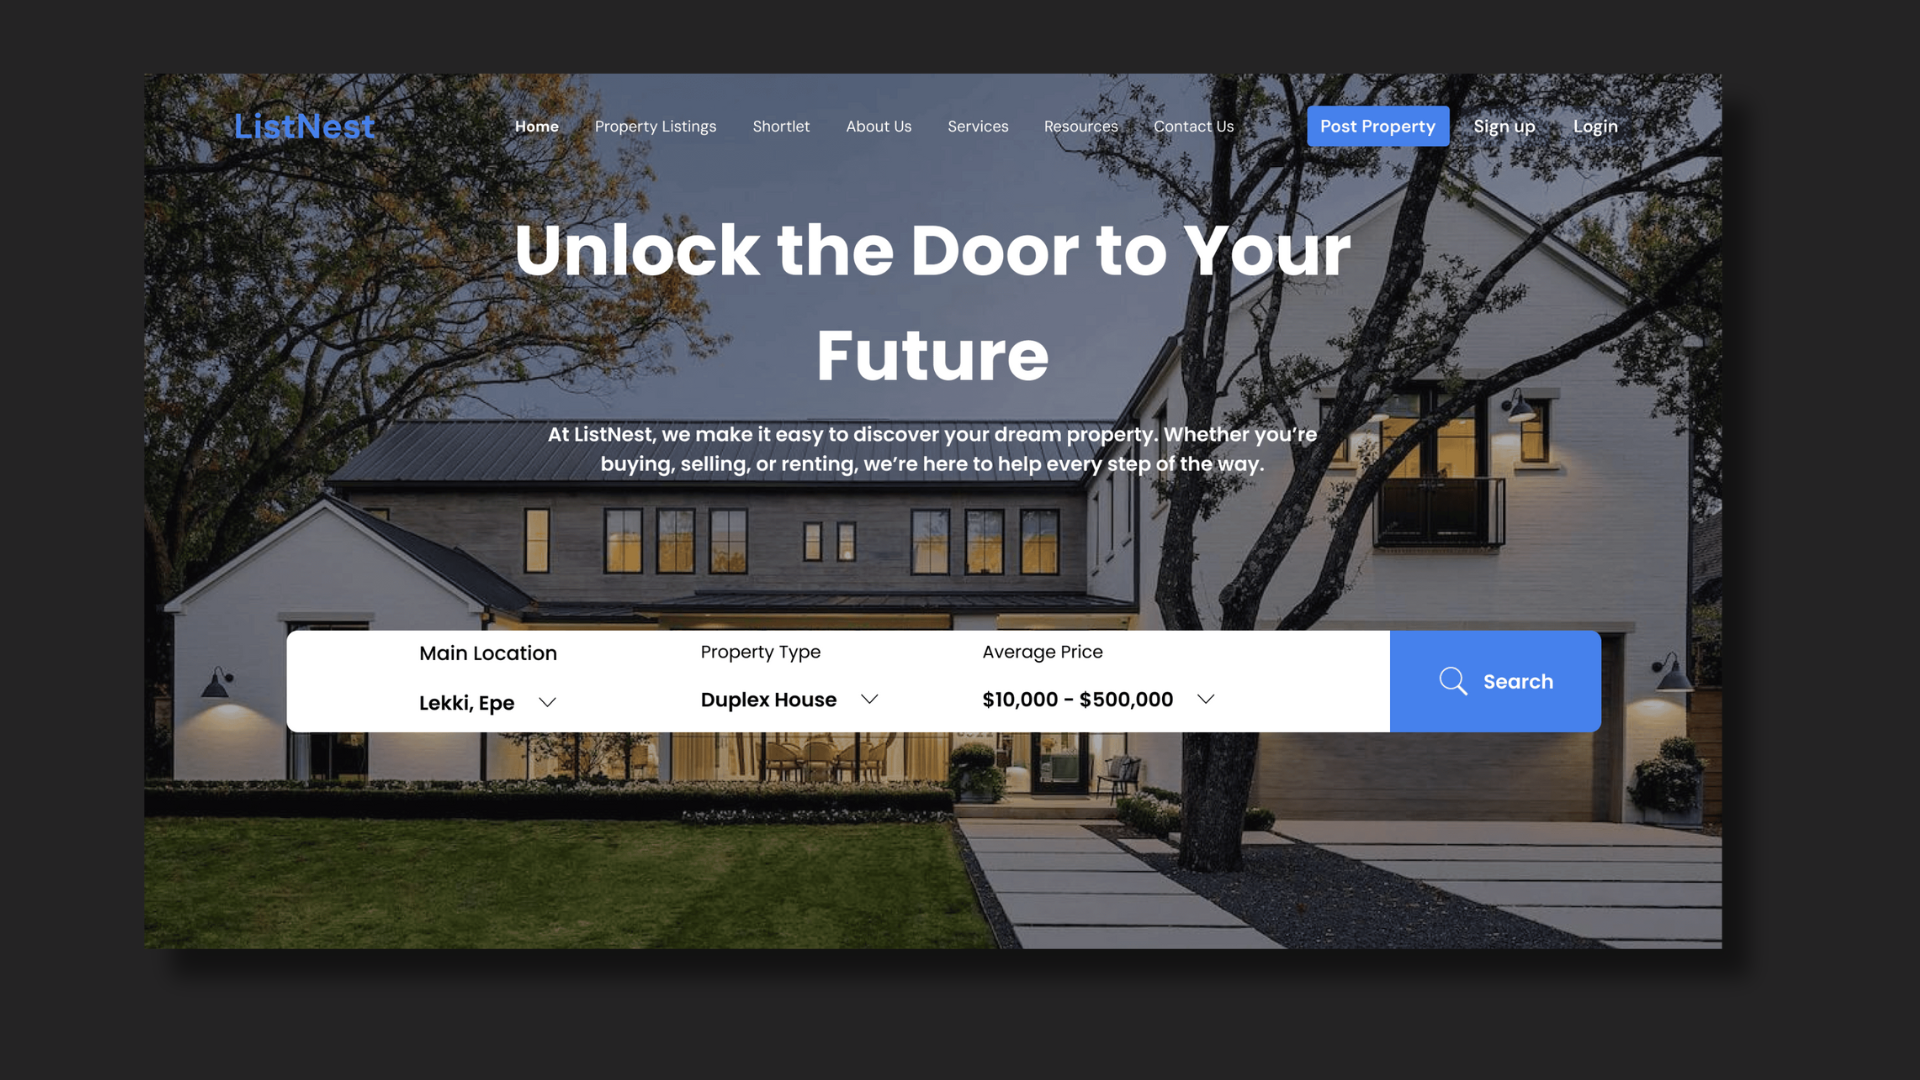 ListNest
Home Property Listings Shortlet About Us Services Resources Contact Us Post Property Sign up Login
Unlock the Door to Your
Future
At ListNest, we make it easy to discover your dream property. Whether you’re
buying, selling, or renting, we’re here to help every step of the way.
Main Location Property Type Average Price
Lekki, Epe Duplex House $10,000 - $500,000
Search